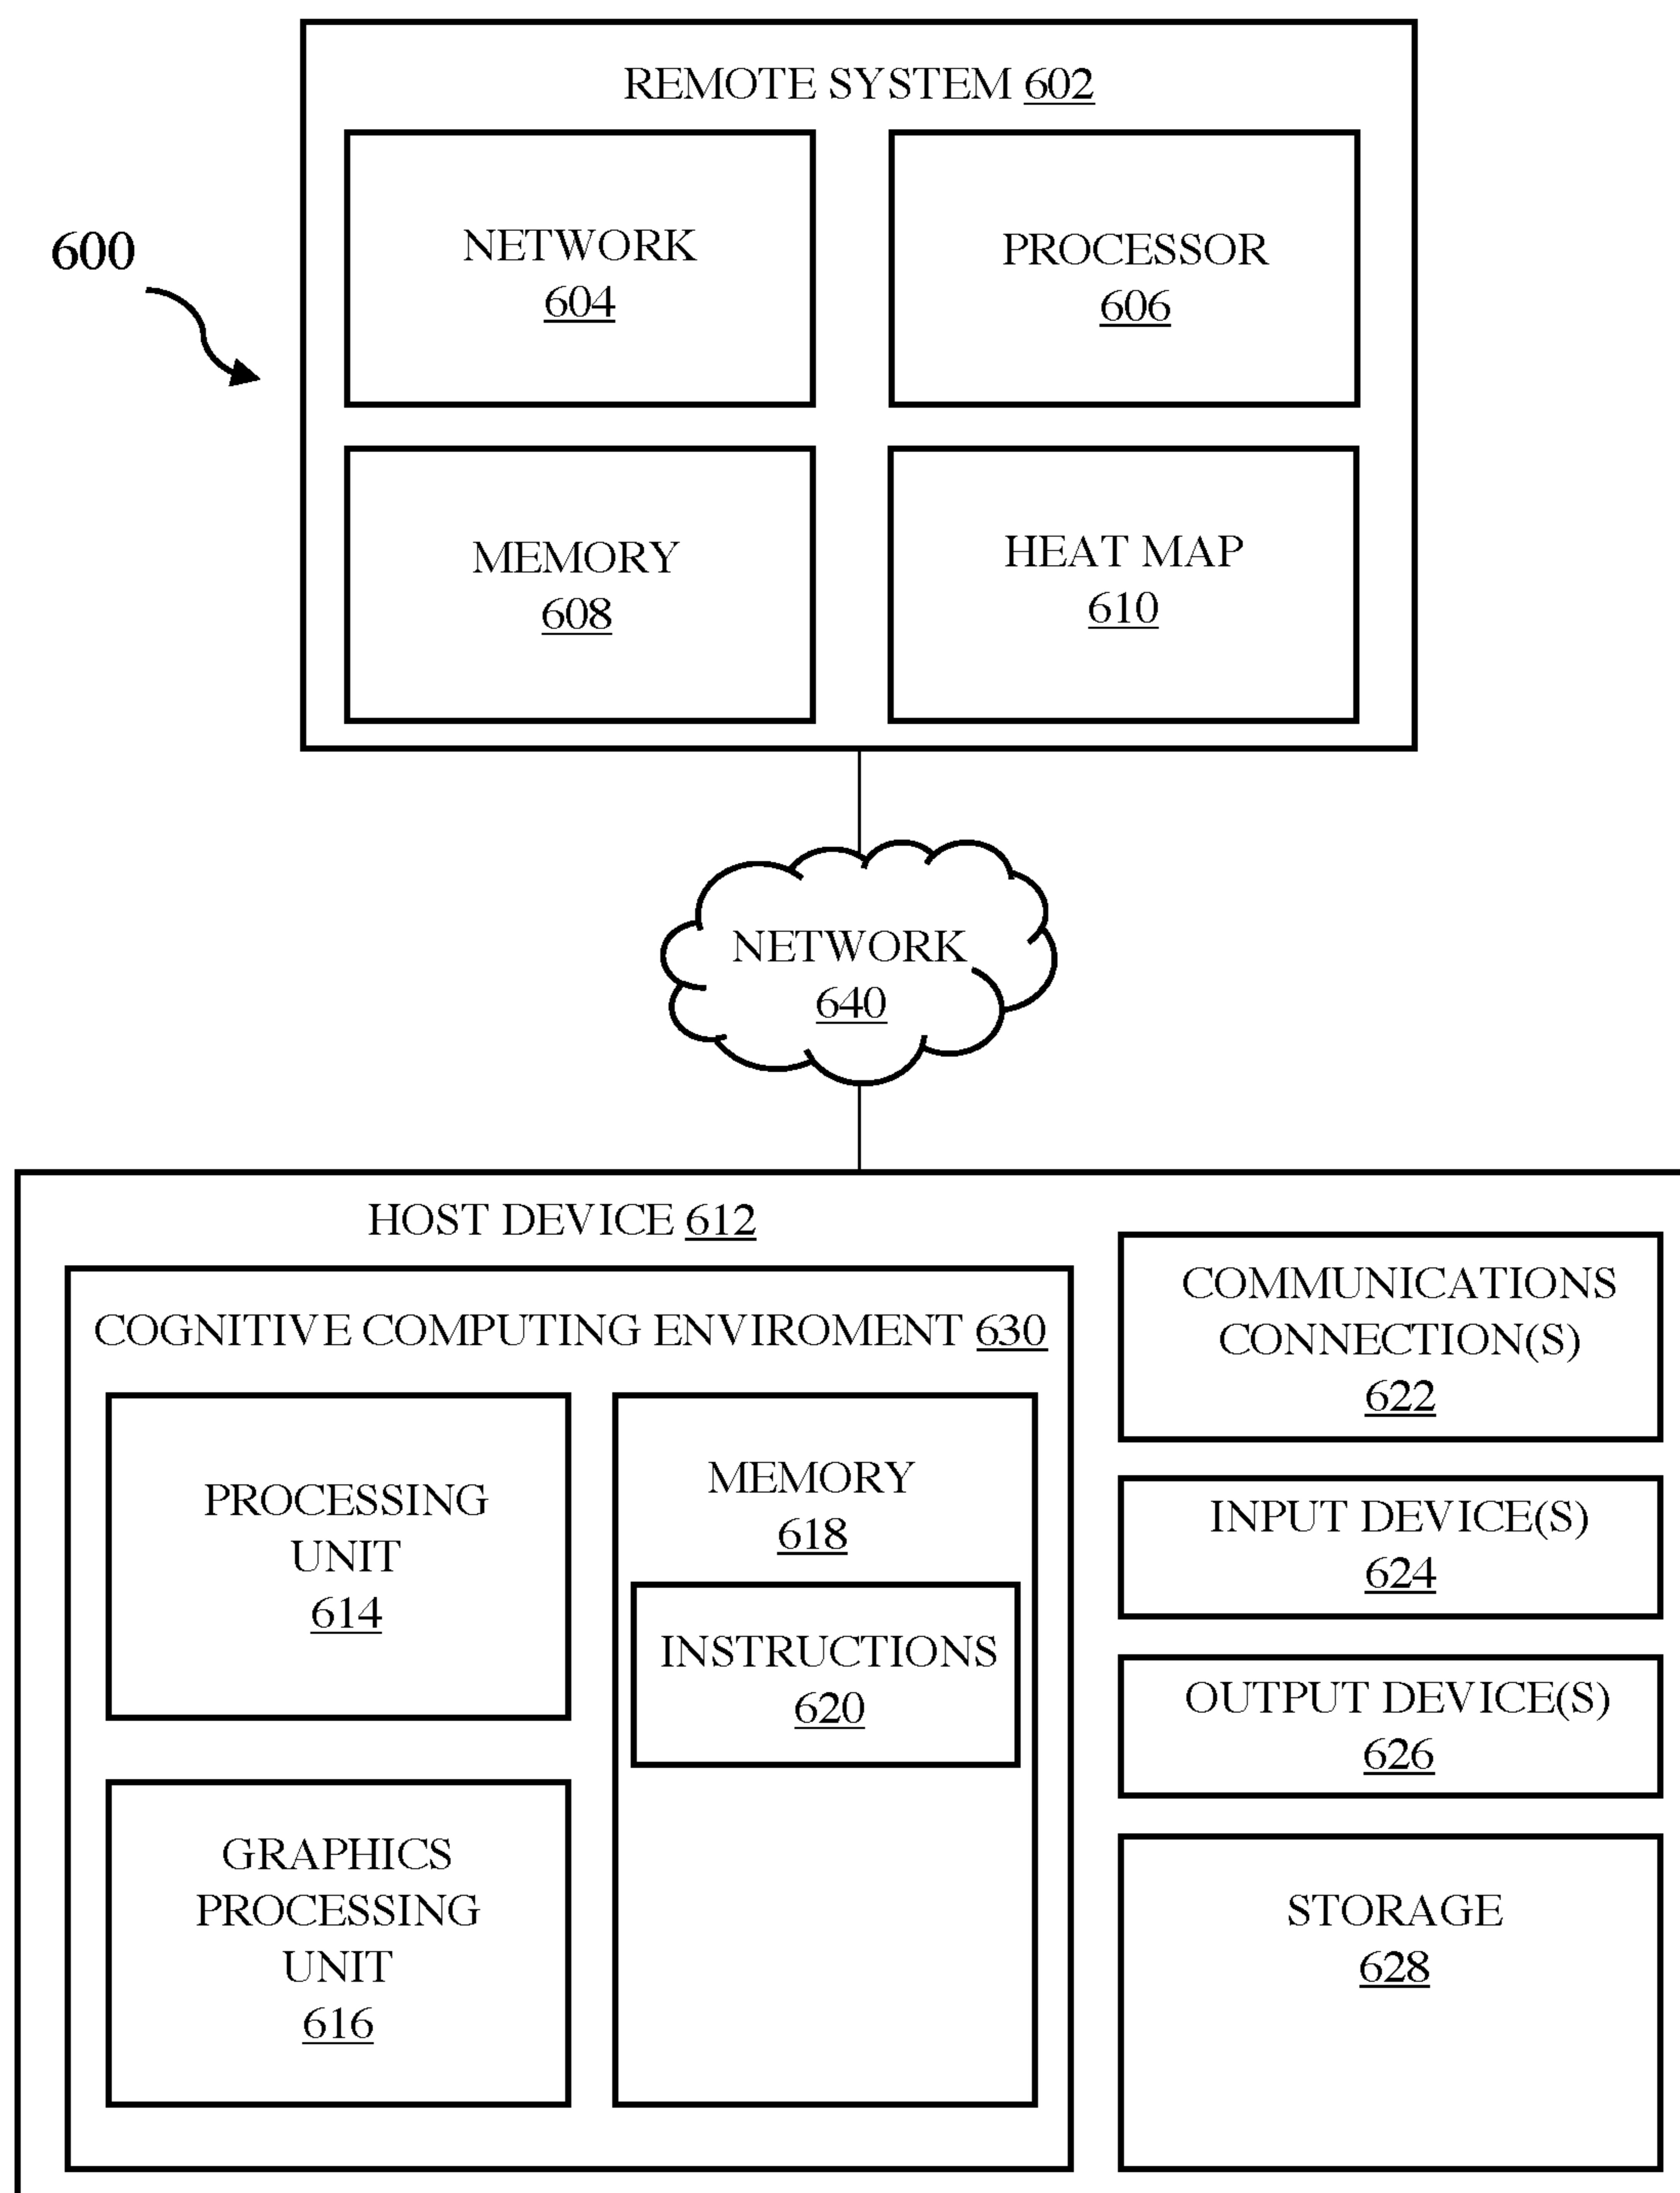 REMOTE SYSTEM 602
600
NETWORK
604
PROCESSOR
606
MEMORY
608
HEAT MAP
610
NETWORK
640
HOST DEVICE 612
COGNITIVE COMPUTING ENVIROMENT 630
PROCESSING
UNIT
614
MEMORY
618
INSTRUCTIONS
620
GRAPHICS
PROCESSING
UNIT
616
COMMUNICATIONS
CONNECTION(S)
622
INPUT DEVICE(S)
624
OUTPUT DEVICE(S)
626
STORAGE
628